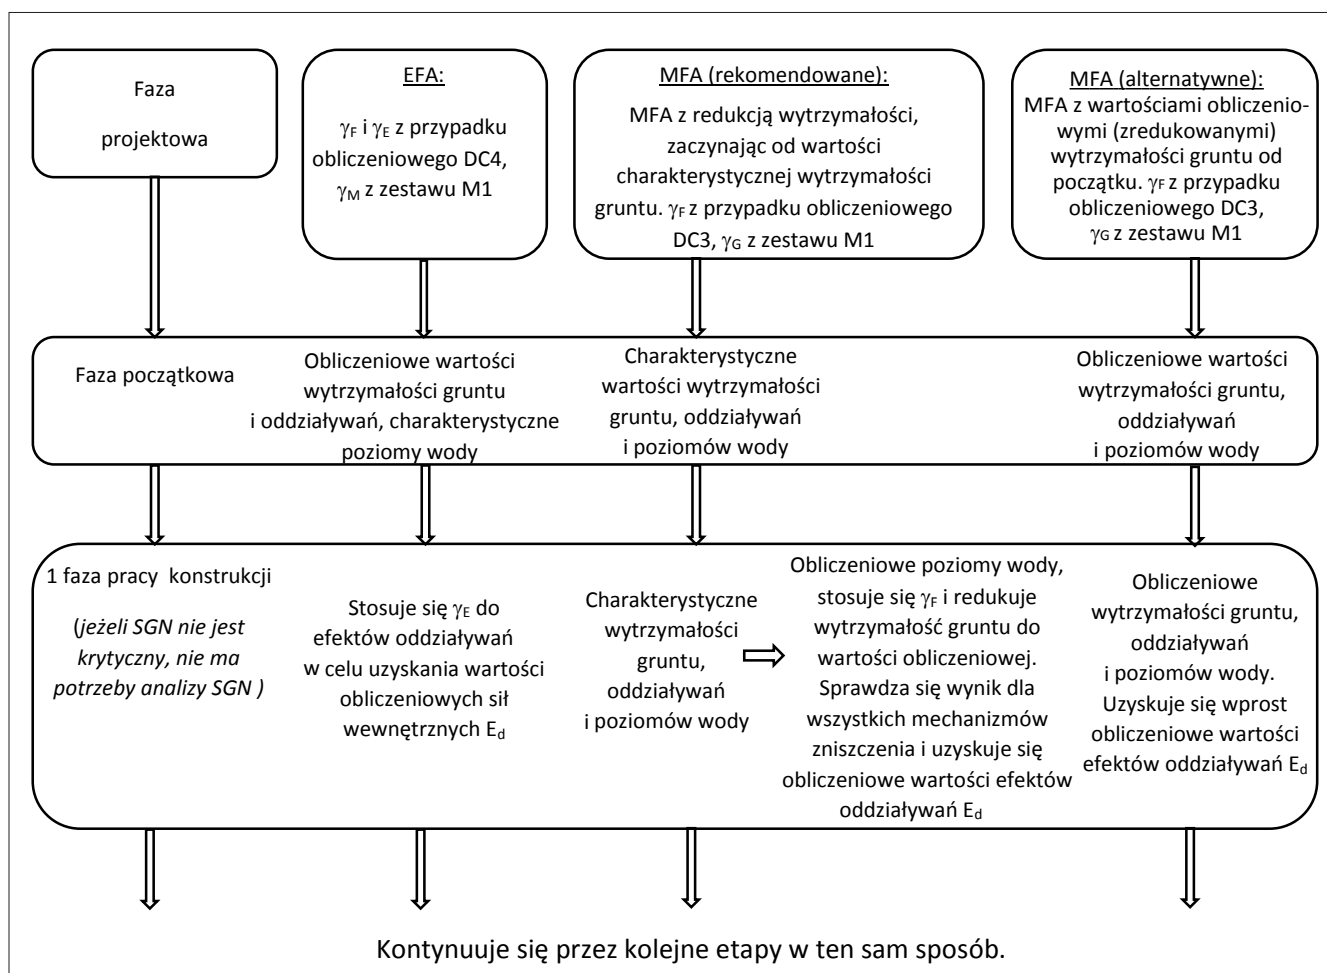 Faza
projektowa
EFA:
γF i γE z przypadku
obliczeniowego DC4,
γM z zestawu M1
MFA (rekomendowane):
MFA z redukcją wytrzymałości,
zaczynając od wartości
charakterystycznej wytrzymałości
gruntu. γF z przypadku obliczeniowego
DC3, γG z zestawu M1
MFA (alternatywne):
MFA z wartościami obliczenio-
wymi (zredukowanymi)
wytrzymałości gruntu od
początku. γF z przypadku
obliczeniowego DC3,
γG z zestawu M1
Faza początkowa
Obliczeniowe wartości
wytrzymałości gruntu
i oddziaływań, charakterystyczne
poziomy wody
Charakterystyczne
wartości wytrzymałości
gruntu, oddziaływań
i poziomów wody
Obliczeniowe wartości
wytrzymałości gruntu,
oddziaływań
i poziomów wody
1 faza pracy konstrukcji
(jeżeli SGN nie jest
krytyczny, nie ma
potrzeby analizy SGN )
Stosuje się γE do
efektów oddziaływań
w celu uzyskania wartości
obliczeniowych sił
wewnętrznych Ed
Charakterystyczne
wytrzymałości
gruntu,
oddziaływań
i poziomów wody
Obliczeniowe poziomy wody,
stosuje się γF i redukuje
wytrzymałość gruntu do
wartości obliczeniowej.
Sprawdza się wynik dla
wszystkich mechanizmów
zniszczenia i uzyskuje się
obliczeniowe wartości efektów
oddziaływań Ed
Obliczeniowe
wytrzymałości gruntu,
oddziaływań
i poziomów wody.
Uzyskuje się wprost
obliczeniowe wartości
efektów oddziaływań Ed
Kontynuuje się przez kolejne etapy w ten sam sposób.